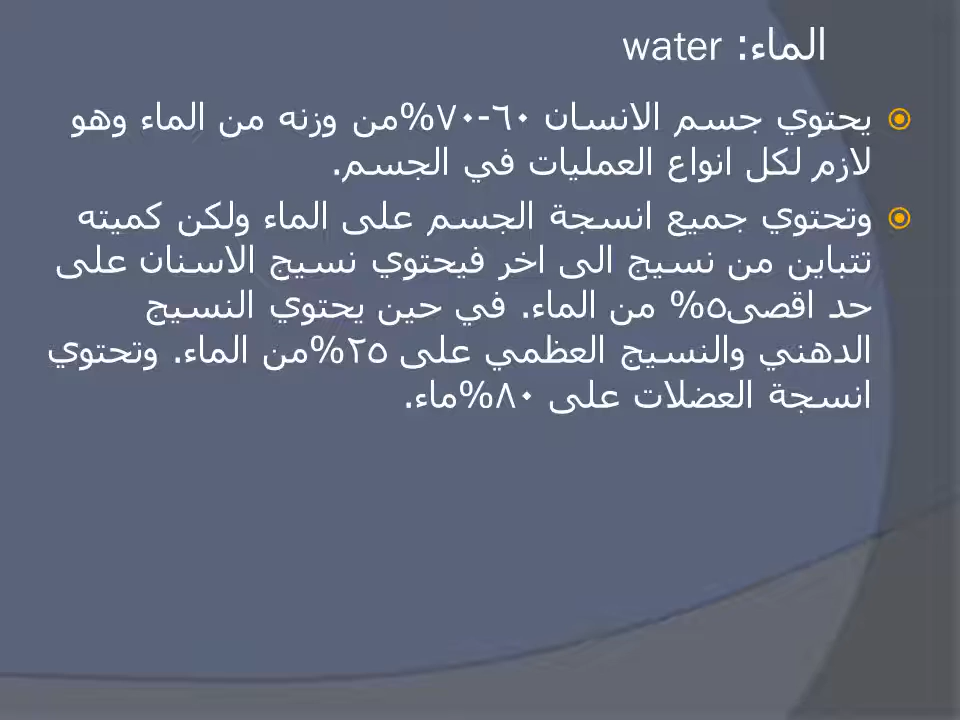 الماء: water
يحتوي جسم الانسان ٦٠-٧٠%من وزنه من الماء وهو
لازم لكل انواع العمليات في الجسم.
وتحتوي جميع انسجة الجسم على الماء ولكن كميته
تتباين من نسيج الى اخر فيحتوي نسيج الاسنان على
حد اقصى٥% من الماء. في حين يحتوي النسيج
الدهني والنسيج العظمي على ٢٥%من الماء. وتحتوي
انسجة العضلات على ٨٠%ماء.